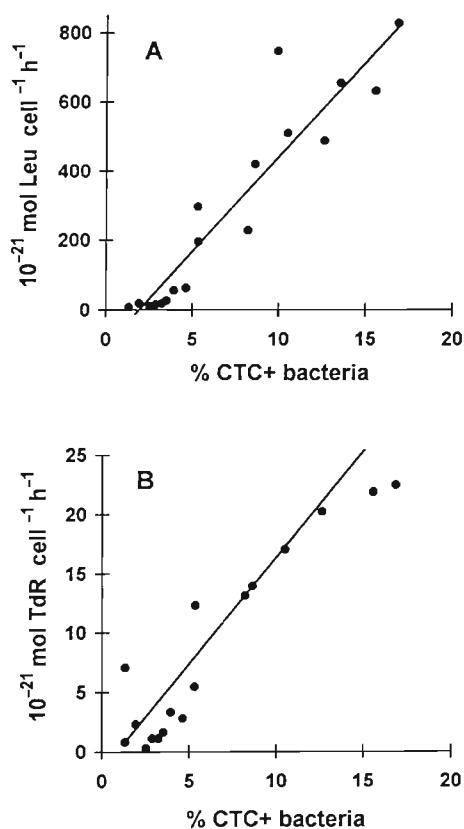 A
800
600
400
200
0
10⁻²¹ mol Leu cell⁻¹ h⁻¹
0 5 10 15 20
% CTC+ bacteria
B
25
20
15
10
5
0
10⁻²¹ mol TdR cell⁻¹ h⁻¹
0 5 10 15 20
% CTC+ bacteria